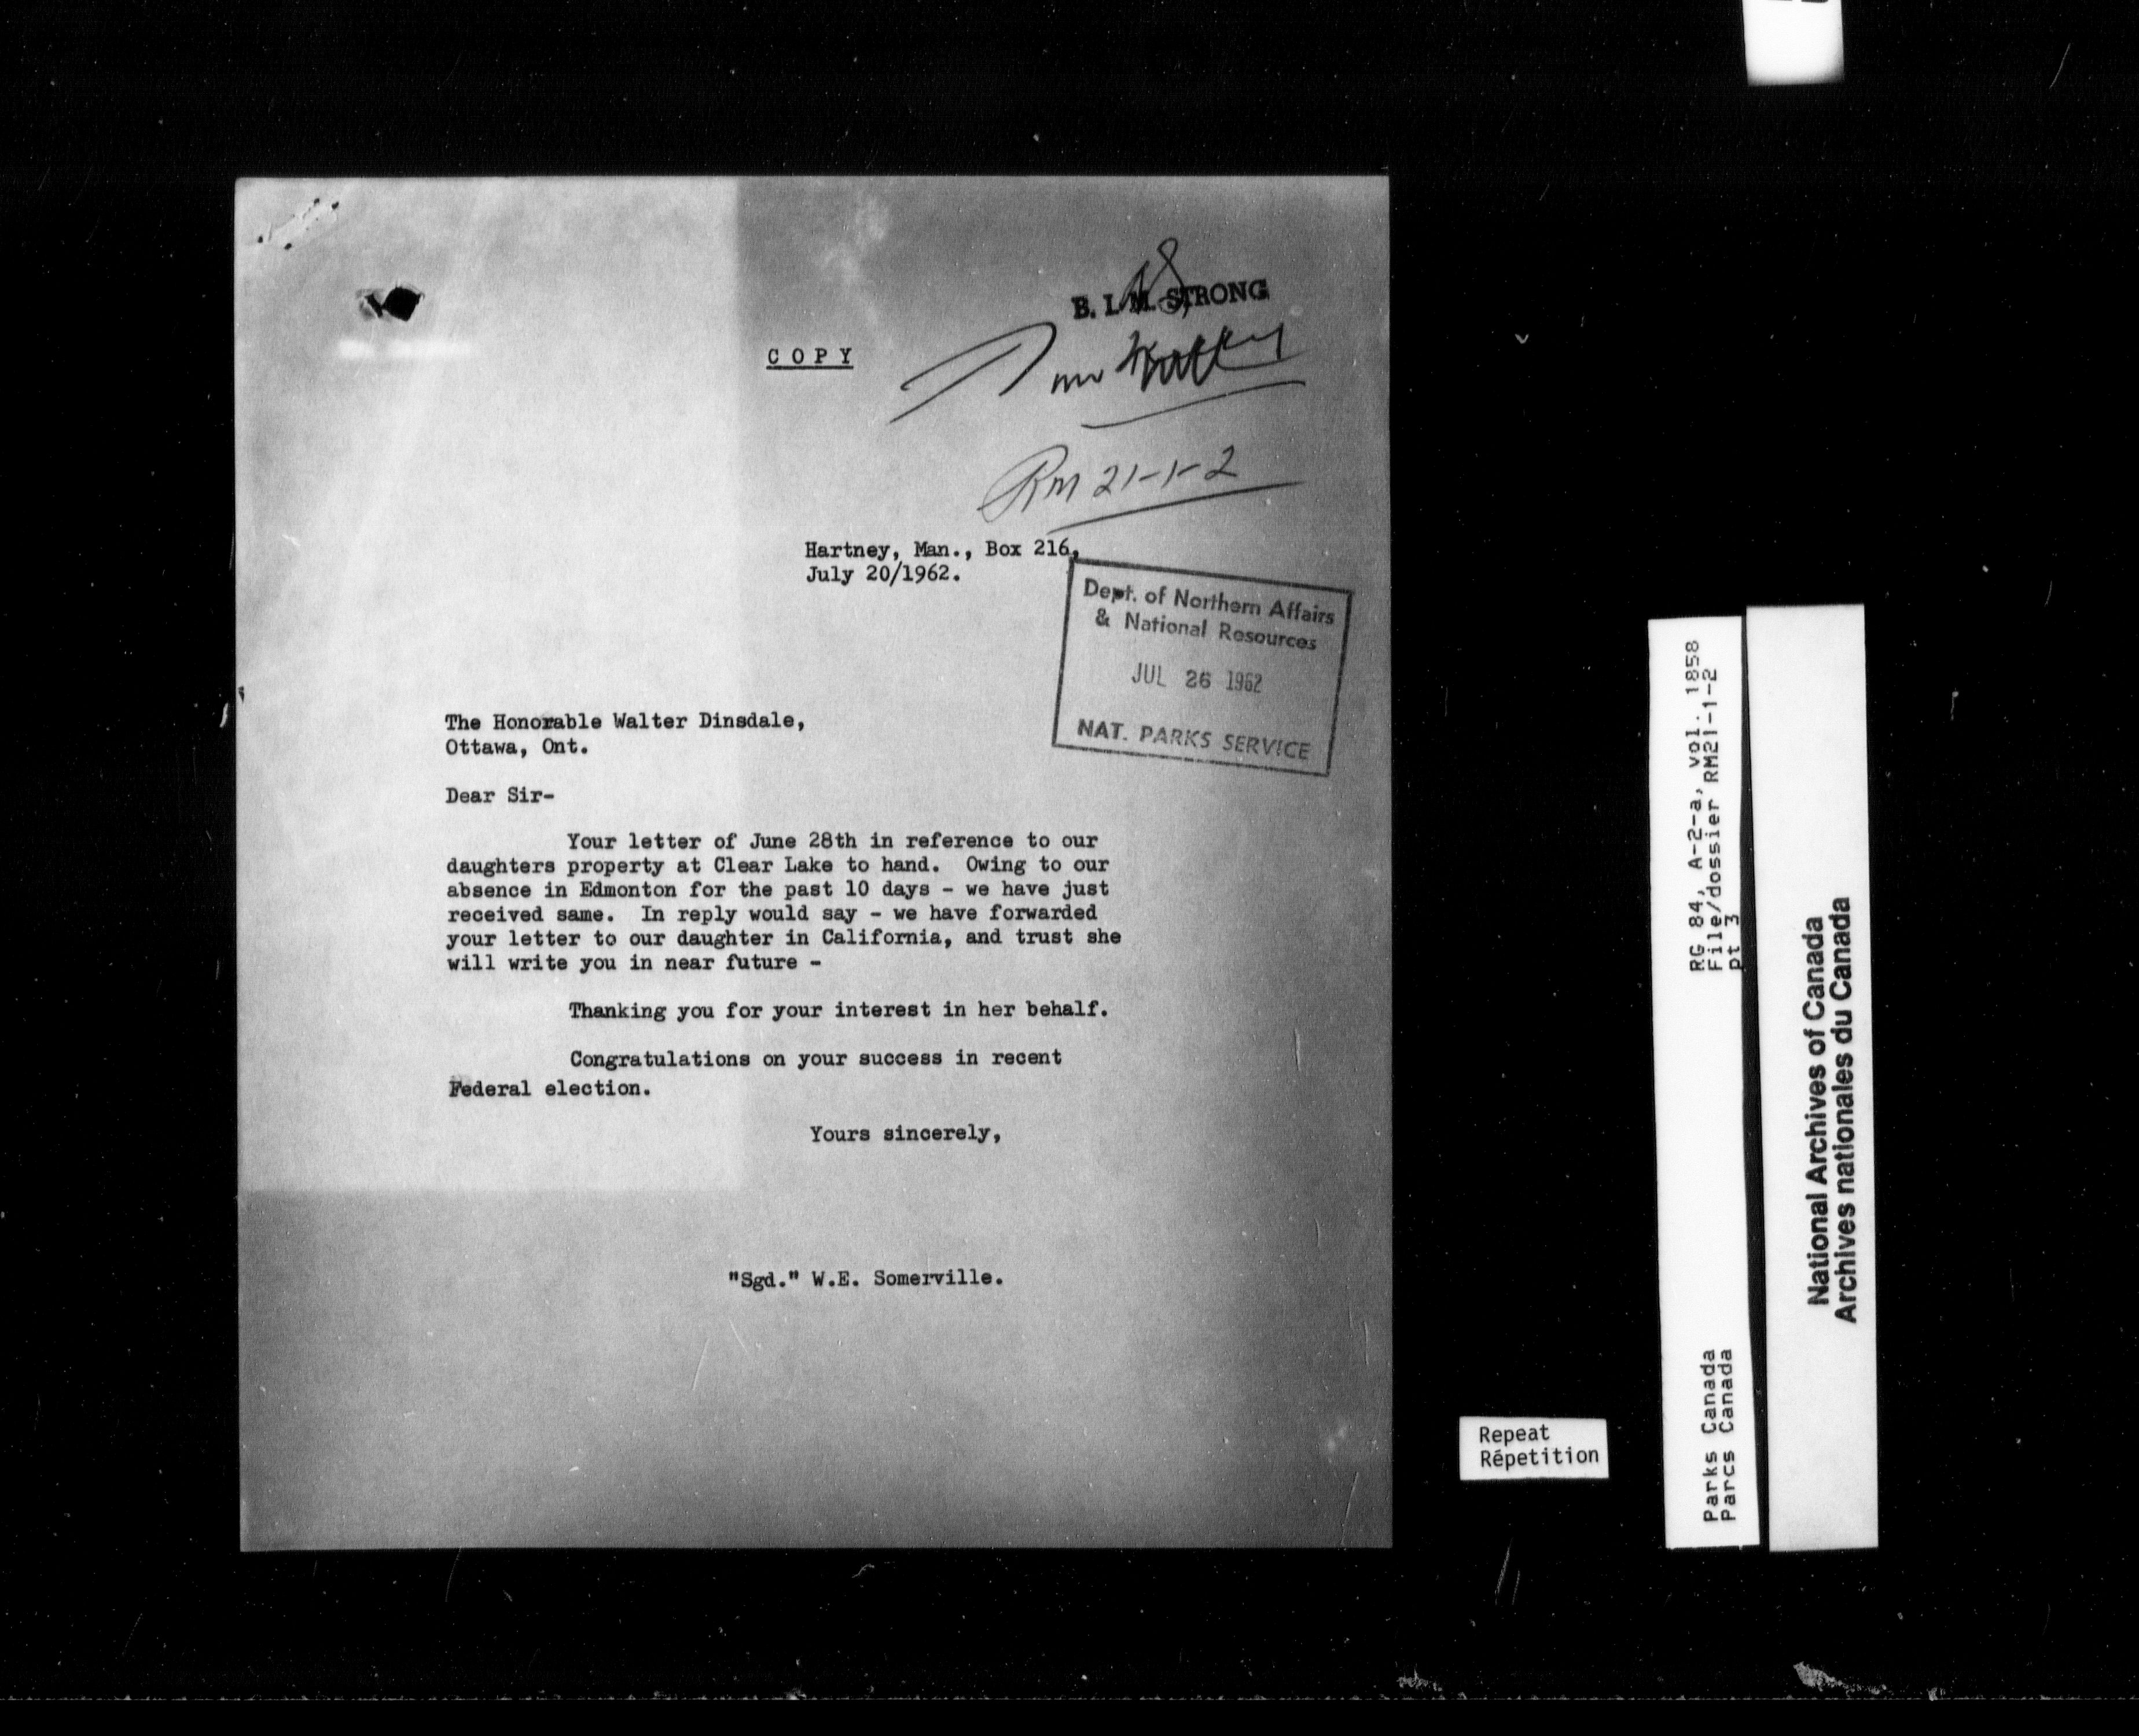 B. I. M. STRONG
COPY
Rm 21-1-2
Hartney, Man., Box 216,
July 20/1962.
Dept. of Northern Affairs
& National Resources
JUL 26 1962
NAT. PARKS SERVICE
The Honorable Walter Dinsdale,
Ottawa, Ont.
Dear Sir-
Your letter of June 28th in reference to our
daughters property at Clear Lake to hand. Owing to our
absence in Edmonton for the past 10 days - we have just
received same. In reply would say - we have forwarded
your letter to our daughter in California, and trust she
will write you in near future -
Thanking you for your interest in her behalf.
Congratulations on your success in recent
Federal election.
Yours sincerely,
"Sgd." W.E. Somerville.
Repeat
Répetition
RG 84, A-2-a, vol. 1858
File/dossier RM21-1-2
pt 3
Parks Canada
Parcs Canada
National Archives of Canada
Archives nationales du Canada